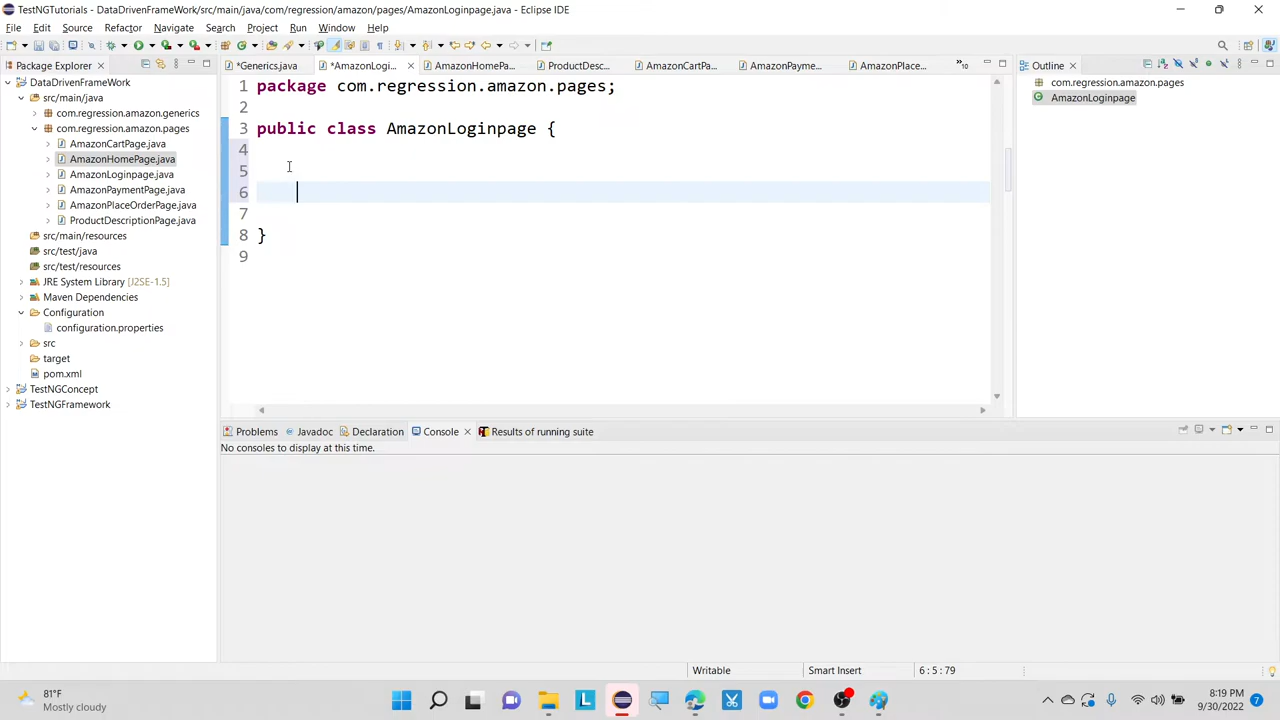 TestNGTutorials - DataDrivenFrameWork/src/main/java/com/regression/amazon/pages/AmazonLoginpage.java - Eclipse IDE
File Edit Source Refactor Navigate Search Project Run Window Help
Package Explorer
*Generics.java *AmazonLogi... AmazonHomePa... ProductDesc... AmazonCartPa... AmazonPayme... AmazonPlace... »10
Outline
DataDrivenFrameWork
src/main/java
com.regression.amazon.generics
com.regression.amazon.pages
AmazonCartPage.java
AmazonHomePage.java
AmazonLoginpage.java
AmazonPaymentPage.java
AmazonPlaceOrderPage.java
ProductDescriptionPage.java
src/main/resources
src/test/java
src/test/resources
JRE System Library [J2SE-1.5]
Maven Dependencies
Configuration
configuration.properties
src
target
pom.xml
TestNGConcept
TestNGFramework
1 package com.regression.amazon.pages;
2
3 public class AmazonLoginpage {
4
5
6
7
8 }
9
com.regression.amazon.pages
AmazonLoginpage
Problems Javadoc Declaration Console Results of running suite
No consoles to display at this time.
Writable Smart Insert 6 : 5 : 79
81°F
Mostly cloudy
8:19 PM
9/30/2022
7